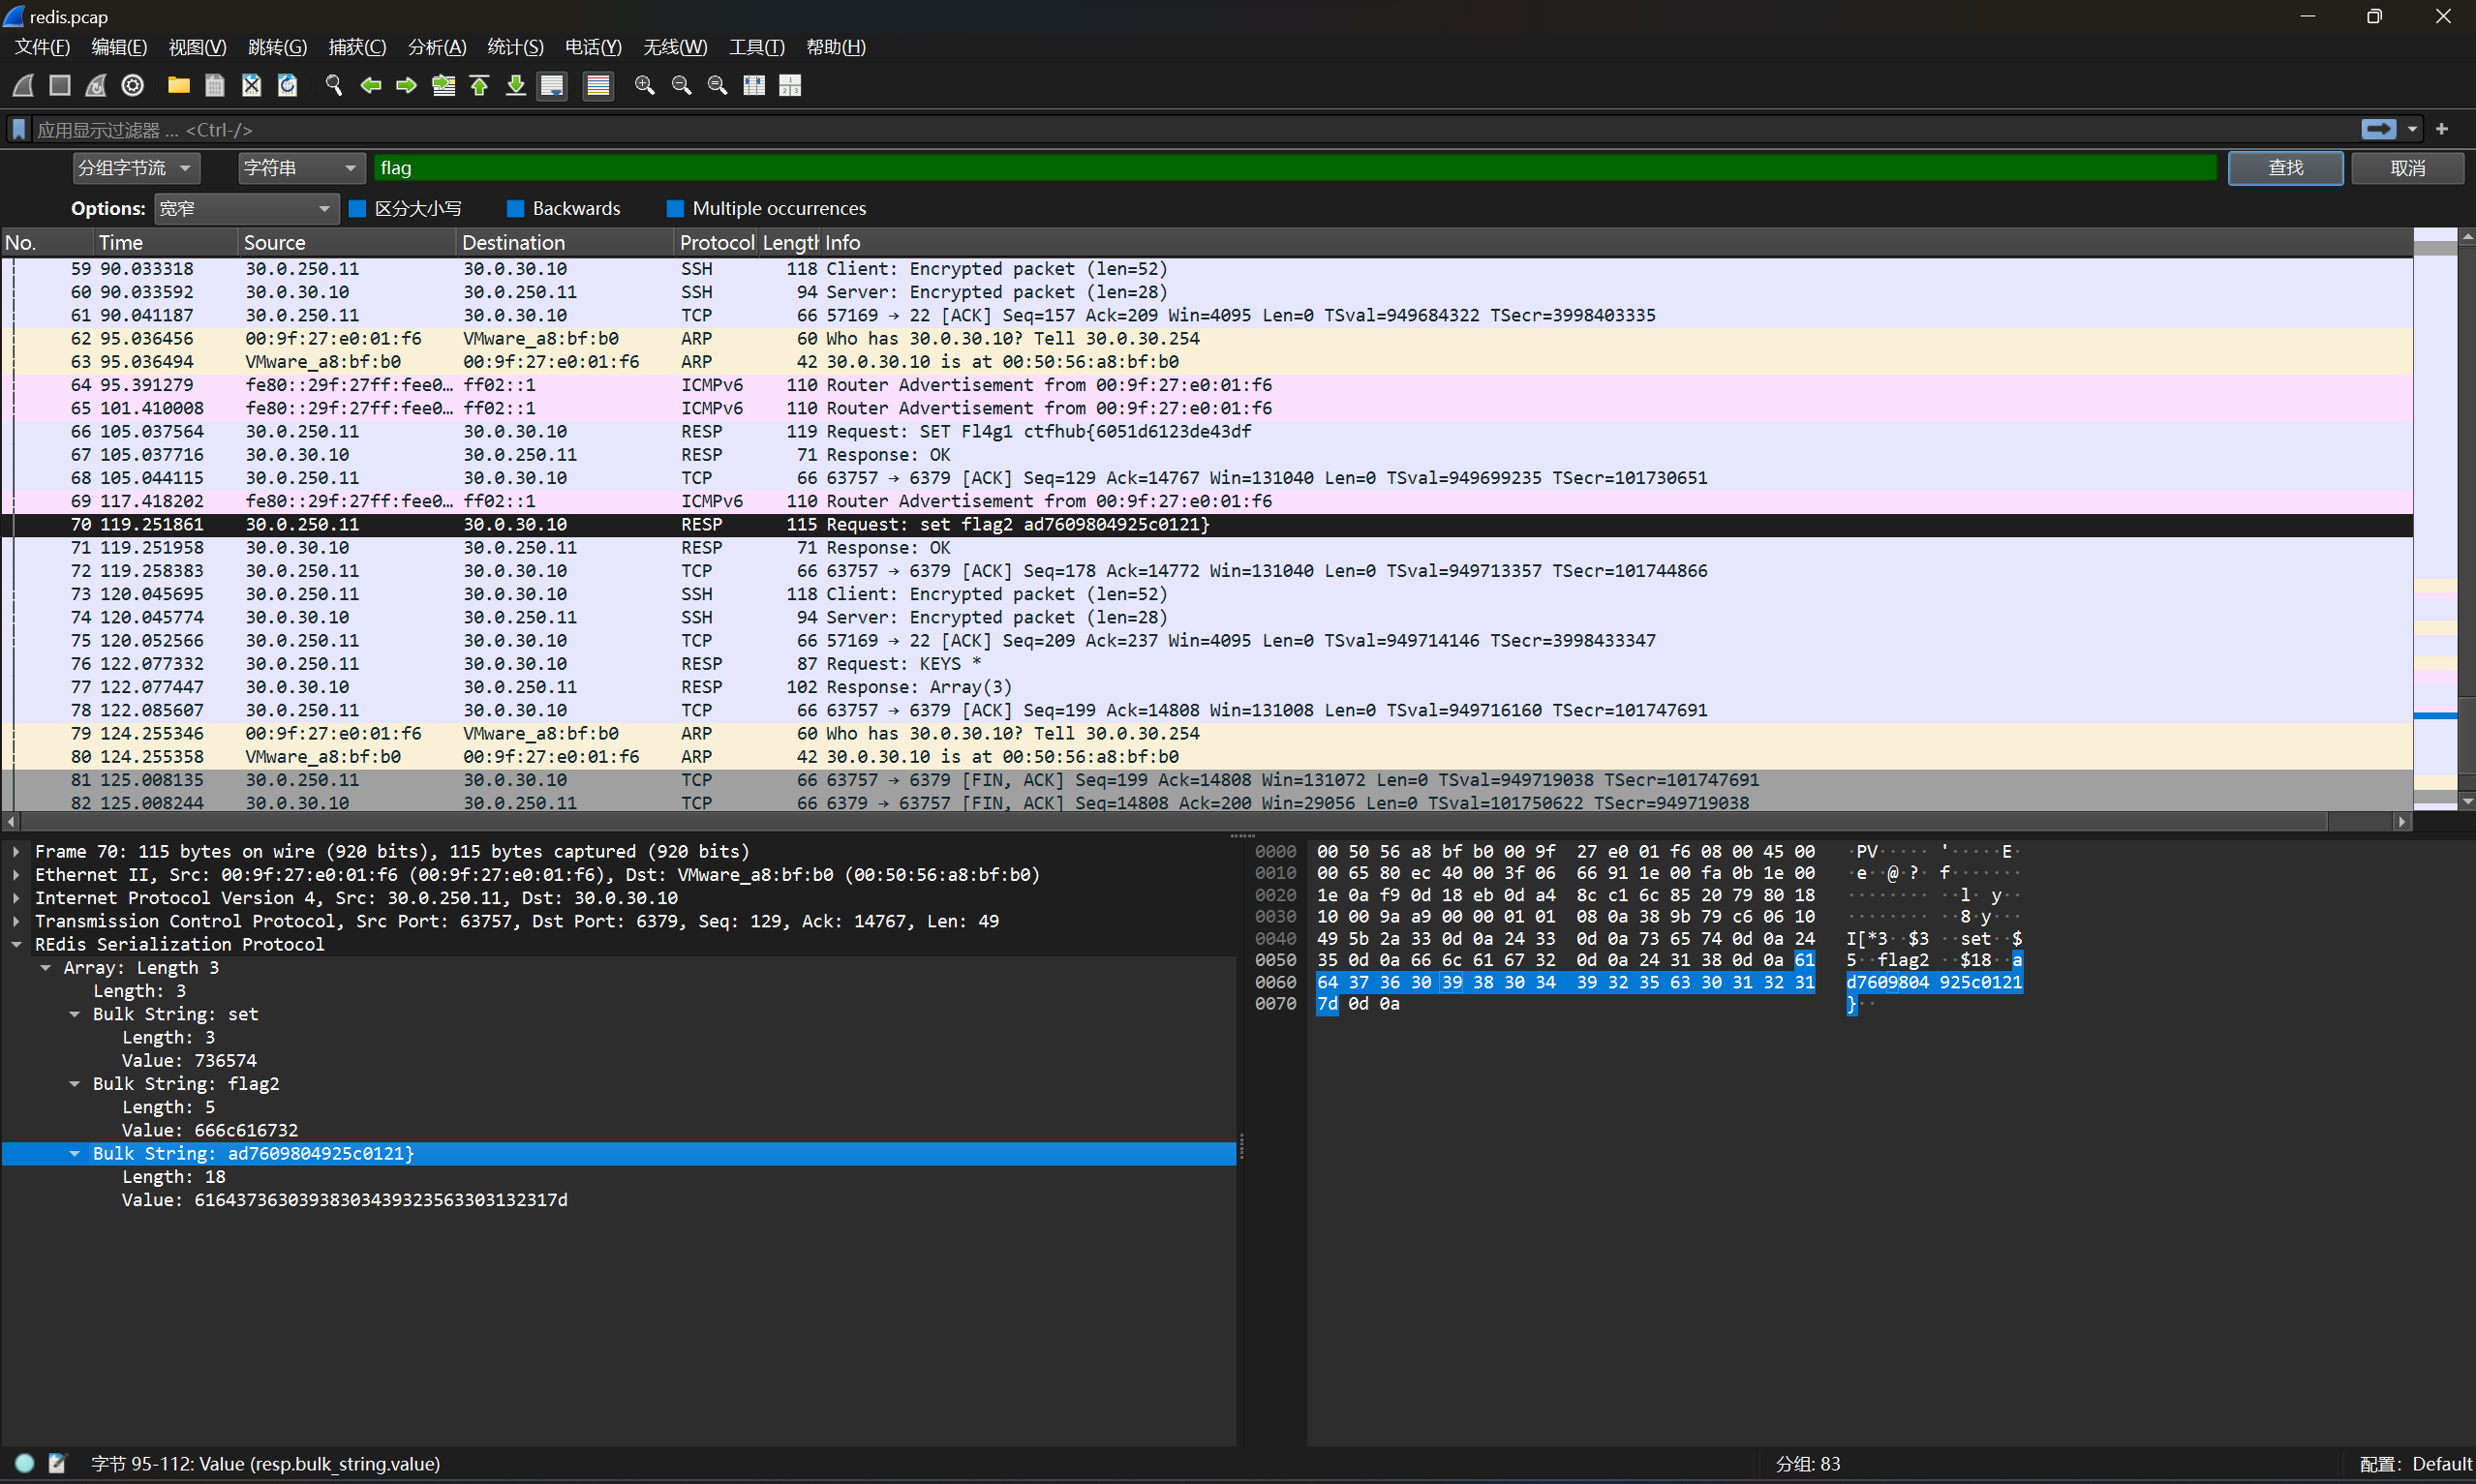 redis.pcap
文件(F) 编辑(E) 视图(V) 跳转(G) 捕获(C) 分析(A) 统计(S) 电话(Y) 无线(W) 工具(T) 帮助(H)
应用显示过滤器 … <Ctrl-/>
分组字节流 字符串 flag 查找 取消
Options: 宽窄 区分大小写 Backwards Multiple occurrences
No. Time Source Destination Protocol Lengtl Info
59 90.033318 30.0.250.11 30.0.30.10 SSH 118 Client: Encrypted packet (len=52)
60 90.033592 30.0.30.10 30.0.250.11 SSH 94 Server: Encrypted packet (len=28)
61 90.041187 30.0.250.11 30.0.30.10 TCP 66 57169 → 22 [ACK] Seq=157 Ack=209 Win=4095 Len=0 TSval=949684322 TSecr=3998403335
62 95.036456 00:9f:27:e0:01:f6 VMware_a8:bf:b0 ARP 60 Who has 30.0.30.10? Tell 30.0.30.254
63 95.036494 VMware_a8:bf:b0 00:9f:27:e0:01:f6 ARP 42 30.0.30.10 is at 00:50:56:a8:bf:b0
64 95.391279 fe80::29f:27ff:fee0… ff02::1 ICMPv6 110 Router Advertisement from 00:9f:27:e0:01:f6
65 101.410008 fe80::29f:27ff:fee0… ff02::1 ICMPv6 110 Router Advertisement from 00:9f:27:e0:01:f6
66 105.037564 30.0.250.11 30.0.30.10 RESP 119 Request: SET Fl4g1 ctfhub{6051d6123de43df
67 105.037716 30.0.30.10 30.0.250.11 RESP 71 Response: OK
68 105.044115 30.0.250.11 30.0.30.10 TCP 66 63757 → 6379 [ACK] Seq=129 Ack=14767 Win=131040 Len=0 TSval=949699235 TSecr=101730651
69 117.418202 fe80::29f:27ff:fee0… ff02::1 ICMPv6 110 Router Advertisement from 00:9f:27:e0:01:f6
70 119.251861 30.0.250.11 30.0.30.10 RESP 115 Request: set flag2 ad7609804925c0121}
71 119.251958 30.0.30.10 30.0.250.11 RESP 71 Response: OK
72 119.258383 30.0.250.11 30.0.30.10 TCP 66 63757 → 6379 [ACK] Seq=178 Ack=14772 Win=131040 Len=0 TSval=949713357 TSecr=101744866
73 120.045695 30.0.250.11 30.0.30.10 SSH 118 Client: Encrypted packet (len=52)
74 120.045774 30.0.30.10 30.0.250.11 SSH 94 Server: Encrypted packet (len=28)
75 120.052566 30.0.250.11 30.0.30.10 TCP 66 57169 → 22 [ACK] Seq=209 Ack=237 Win=4095 Len=0 TSval=949714146 TSecr=3998433347
76 122.077332 30.0.250.11 30.0.30.10 RESP 87 Request: KEYS *
77 122.077447 30.0.30.10 30.0.250.11 RESP 102 Response: Array(3)
78 122.085607 30.0.250.11 30.0.30.10 TCP 66 63757 → 6379 [ACK] Seq=199 Ack=14808 Win=131008 Len=0 TSval=949716160 TSecr=101747691
79 124.255346 00:9f:27:e0:01:f6 VMware_a8:bf:b0 ARP 60 Who has 30.0.30.10? Tell 30.0.30.254
80 124.255358 VMware_a8:bf:b0 00:9f:27:e0:01:f6 ARP 42 30.0.30.10 is at 00:50:56:a8:bf:b0
81 125.008135 30.0.250.11 30.0.30.10 TCP 66 63757 → 6379 [FIN, ACK] Seq=199 Ack=14808 Win=131072 Len=0 TSval=949719038 TSecr=101747691
82 125.008244 30.0.30.10 30.0.250.11 TCP 66 6379 → 63757 [FIN, ACK] Seq=14808 Ack=200 Win=29056 Len=0 TSval=101750622 TSecr=949719038
Frame 70: 115 bytes on wire (920 bits), 115 bytes captured (920 bits)
Ethernet II, Src: 00:9f:27:e0:01:f6 (00:9f:27:e0:01:f6), Dst: VMware_a8:bf:b0 (00:50:56:a8:bf:b0)
Internet Protocol Version 4, Src: 30.0.250.11, Dst: 30.0.30.10
Transmission Control Protocol, Src Port: 63757, Dst Port: 6379, Seq: 129, Ack: 14767, Len: 49
REdis Serialization Protocol
Array: Length 3
Length: 3
Bulk String: set
Length: 3
Value: 736574
Bulk String: flag2
Length: 5
Value: 666c616732
Bulk String: ad7609804925c0121}
Length: 18
Value: 61643736303938303439323563303132317d
0000 00 50 56 a8 bf b0 00 9f 27 e0 01 f6 08 00 45 00 ·PV····· '·····E·
0010 00 65 80 ec 40 00 3f 06 66 91 1e 00 fa 0b 1e 00 ·e··@·?· f·······
0020 1e 0a f9 0d 18 eb 0d a4 8c c1 6c 85 20 79 80 18 ········ ··l· y··
0030 10 00 9a a9 00 00 01 01 08 0a 38 9b 79 c6 06 10 ········ ··8·y···
0040 49 5b 2a 33 0d 0a 24 33 0d 0a 73 65 74 0d 0a 24 I[*3··$3 ··set··$
0050 35 0d 0a 66 6c 61 67 32 0d 0a 24 31 38 0d 0a 61 5··flag2 ··$18··a
0060 64 37 36 30 39 38 30 34 39 32 35 63 30 31 32 31 d7609804 925c0121
0070 7d 0d 0a }··
字节 95-112: Value (resp.bulk_string.value) 分组: 83 配置: Default